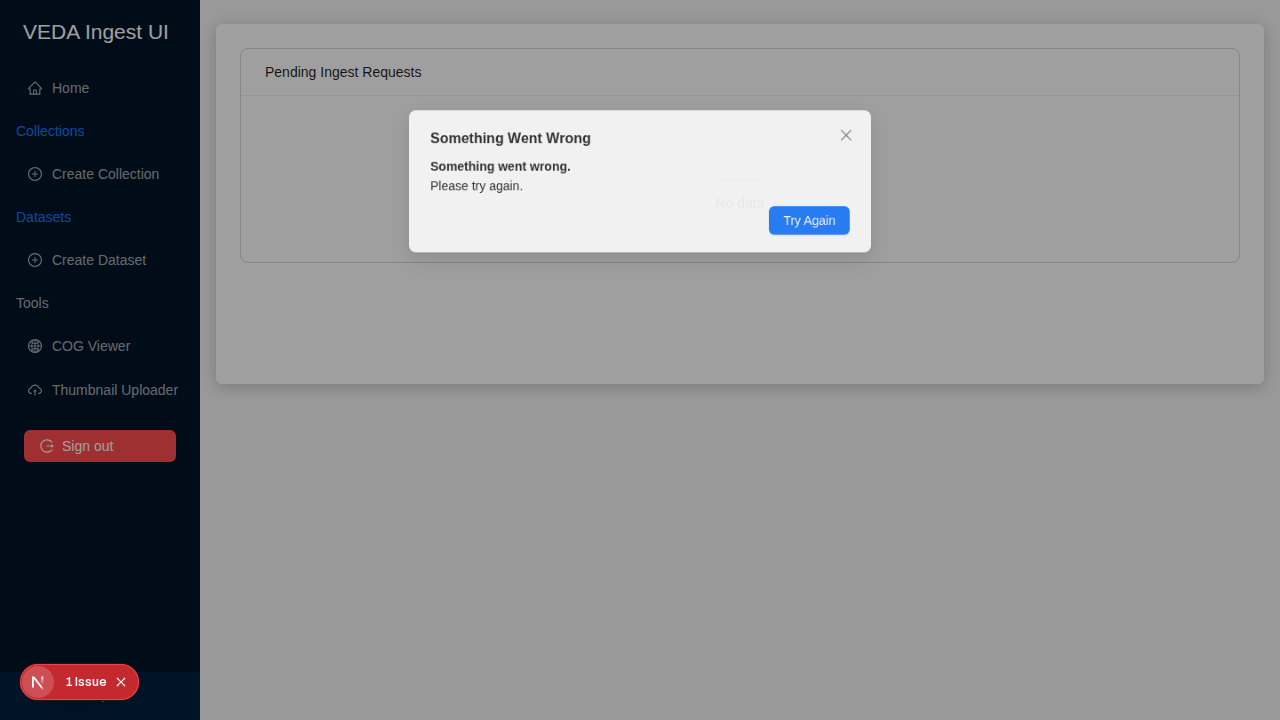 VEDA Ingest UI
Home
Collections
Create Collection
Datasets
Create Dataset
Tools
COG Viewer
Thumbnail Uploader
Sign out
1 Issue
Pending Ingest Requests
Something Went Wrong
Something went wrong.
Please try again.
No data
Try Again